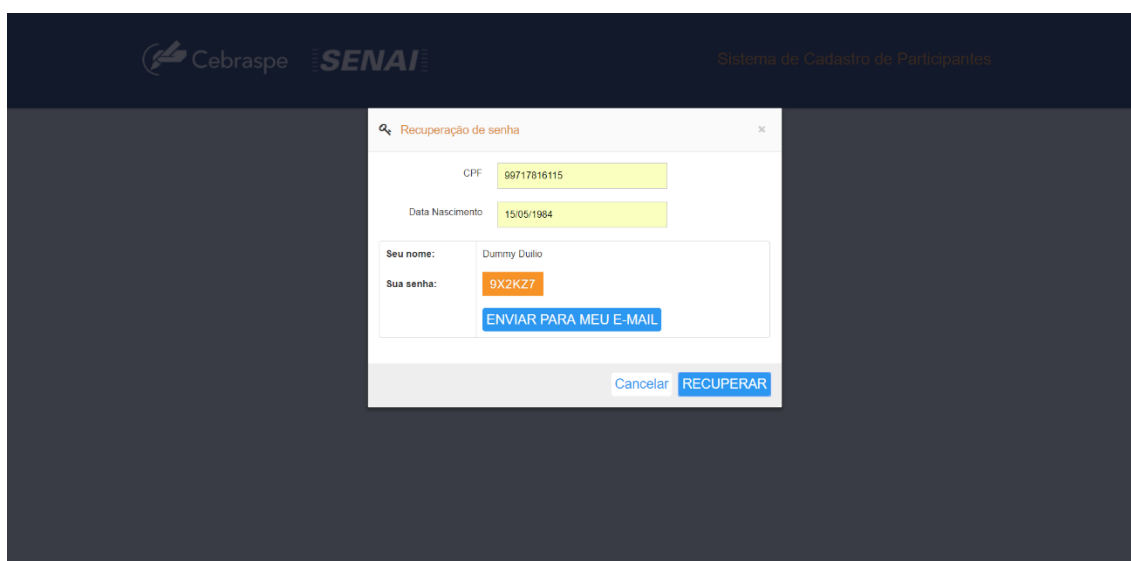 Cebraspe SENAI Sistema de Cadastro de Participantes
Recuperação de senha ×
CPF 99717816115
Data Nascimento 15/05/1984
Seu nome: Dummy Duilio
Sua senha: 9X2KZ7
ENVIAR PARA MEU E-MAIL
Cancelar RECUPERAR